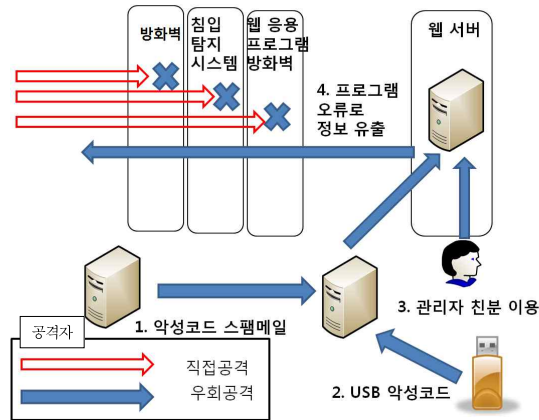 방화벽
침입
탐지
시스템
웹 응용
프로그램
방화벽
웹 서버
4. 프로그램
오류로
정보 유출
3. 관리자 친분 이용
1. 악성코드 스팸메일
공격자
직접공격
우회공격
2. USB 악성코드